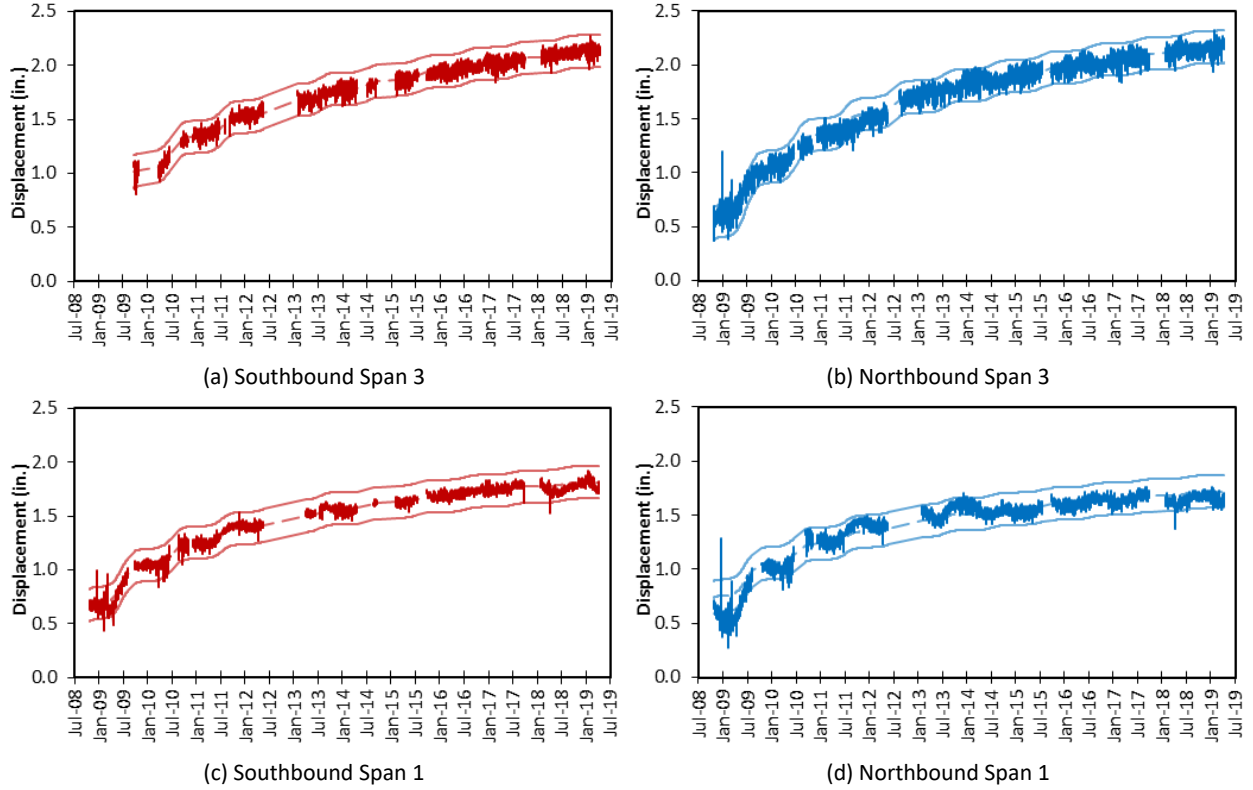 Displacement (in.)
2.5
2.0
1.5
1.0
0.5
0.0
Jul-08
Jan-09
Jul-09
Jan-10
Jul-10
Jan-11
Jul-11
Jan-12
Jul-12
Jan-13
Jul-13
Jan-14
Jul-14
Jan-15
Jul-15
Jan-16
Jul-16
Jan-17
Jul-17
Jan-18
Jul-18
Jan-19
Jul-19
(a) Southbound Span 3
Displacement (in.)
2.5
2.0
1.5
1.0
0.5
0.0
Jul-08
Jan-09
Jul-09
Jan-10
Jul-10
Jan-11
Jul-11
Jan-12
Jul-12
Jan-13
Jul-13
Jan-14
Jul-14
Jan-15
Jul-15
Jan-16
Jul-16
Jan-17
Jul-17
Jan-18
Jul-18
Jan-19
Jul-19
(b) Northbound Span 3
Displacement (in.)
2.5
2.0
1.5
1.0
0.5
0.0
Jul-08
Jan-09
Jul-09
Jan-10
Jul-10
Jan-11
Jul-11
Jan-12
Jul-12
Jan-13
Jul-13
Jan-14
Jul-14
Jan-15
Jul-15
Jan-16
Jul-16
Jan-17
Jul-17
Jan-18
Jul-18
Jan-19
Jul-19
(c) Southbound Span 1
Displacement (in.)
2.5
2.0
1.5
1.0
0.5
0.0
Jul-08
Jan-09
Jul-09
Jan-10
Jul-10
Jan-11
Jul-11
Jan-12
Jul-12
Jan-13
Jul-13
Jan-14
Jul-14
Jan-15
Jul-15
Jan-16
Jul-16
Jan-17
Jul-17
Jan-18
Jul-18
Jan-19
Jul-19
(d) Northbound Span 1